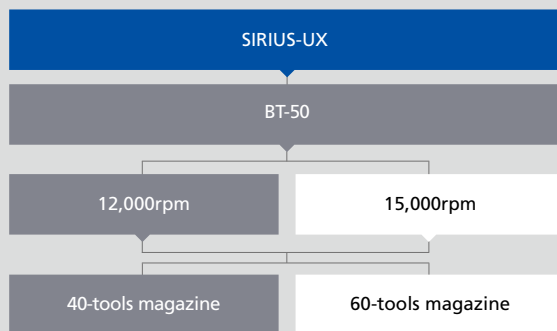 SIRIUS-UX
BT-50
12,000rpm
15,000rpm
40-tools magazine
60-tools magazine